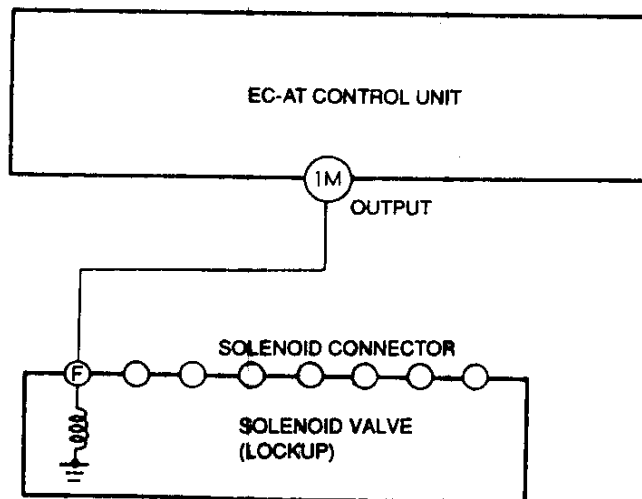 EC-AT CONTROL UNIT
1M
OUTPUT
SOLENOID CONNECTOR
F
SOLENOID VALVE
(LOCKUP)